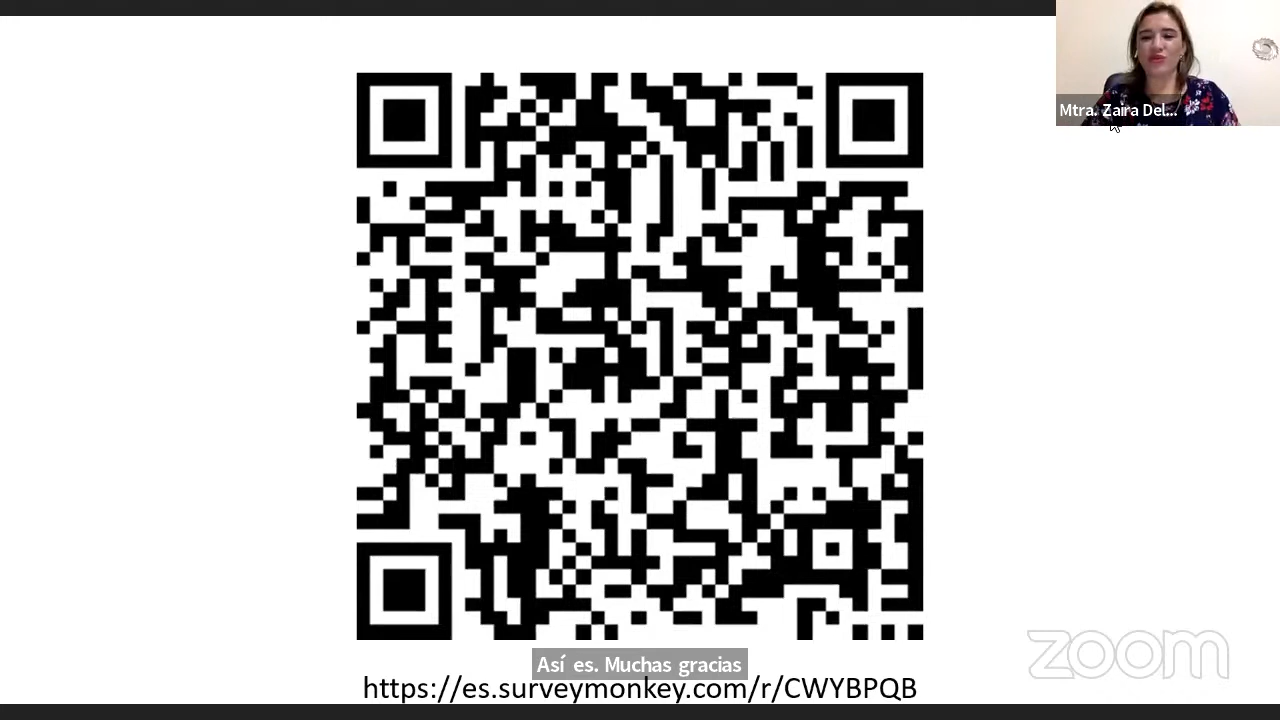 Mtra. Zaira Del...
Así es. Muchas gracias
zoom
https://es.surveymonkey.com/r/CWYBPQB